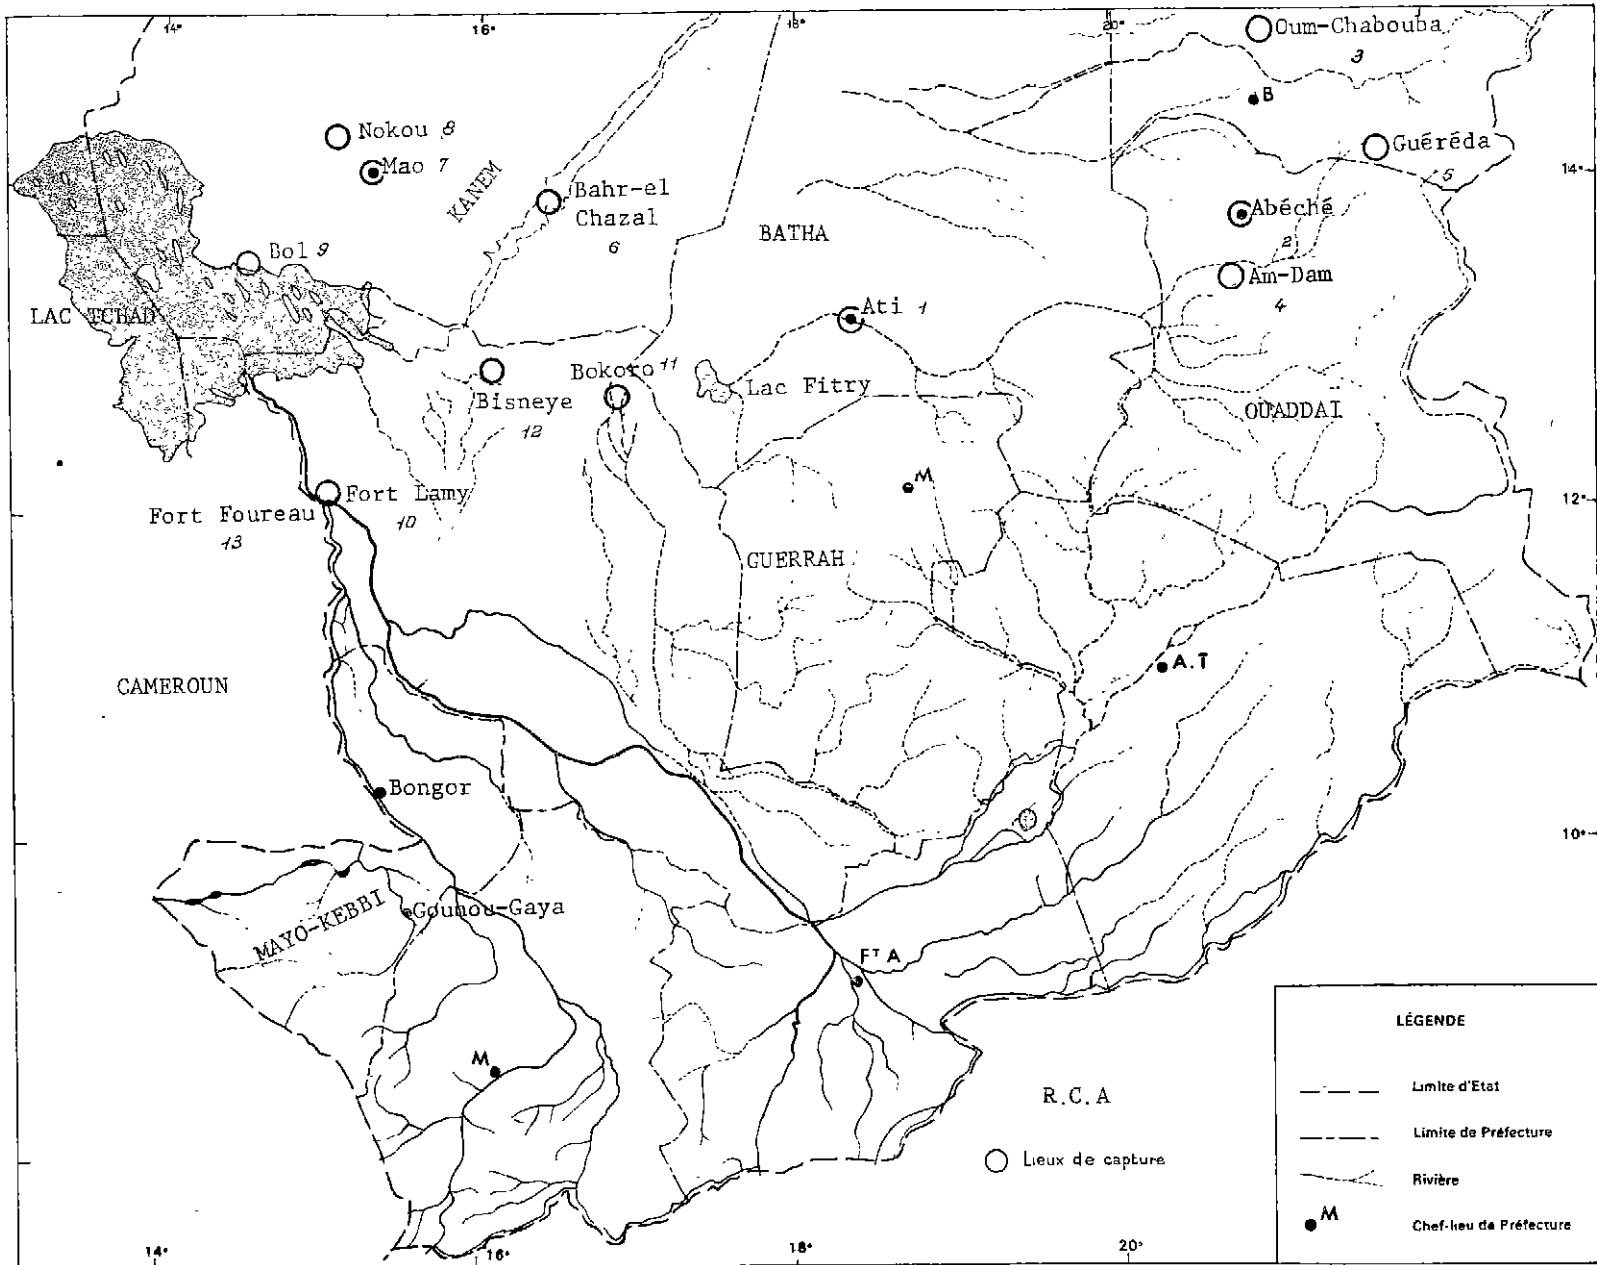 14°
16°
18°
20°
Oum-Chabouba
3
B
Nokou 8
Mao 7
Guéréda
5
14°
KANEM
Bahr-el
Chazal
6
BATHA
Abéché
2
Bol 9
Am-Dam
4
LAC TCHAD
Ati 1
Bokoro 11
Bisneye
12
Lac Fitry
OUADDAI
M
Fort Lamy
10
Fort Foureau
13
12°
GUERRAH
A.T
CAMEROUN
Bongor
10°
MAYO-KEBBI
Gounou-Gaya
FT A
M
R.C.A
Lieux de capture
LÉGENDE
Limite d'Etat
Limite de Préfecture
Rivière
M
Chef-lieu de Préfecture
14°
16°
18°
20°